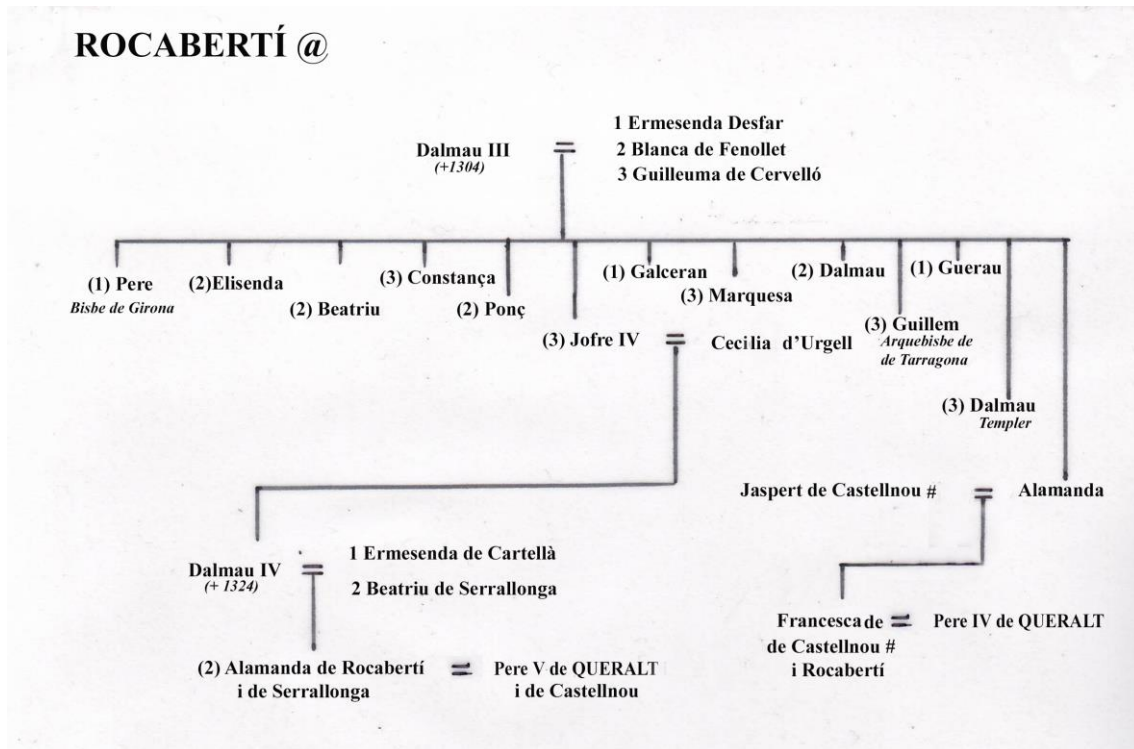 ROCABERTÍ @
1 Ermesenda Desfar
Dalmau III
2 Blanca de Fenollet
(+1304)
3 Guilleuma de Cervelló
(1) Pere
Bisbe de Girona
(2)Elisenda
(2) Beatriu
(3) Constança
(2) Ponç
(3) Jofre IV
Cecilia d'Urgell
(1) Galceran
(3) Marquesa
(2) Dalmau
(3) Guillem
Arquebisbe de
de Tarragona
(1) Guerau
(3) Dalmau
Templer
Jaspert de Castellnou #
Alamanda
Dalmau IV
(+ 1324)
1 Ermesenda de Cartellà
2 Beatriu de Serrallonga
Francesca de
de Castellnou #
i Rocabertí
Pere IV de QUERALT
(2) Alamanda de Rocabertí
i de Serrallonga
Pere V de QUERALT
i de Castellnou